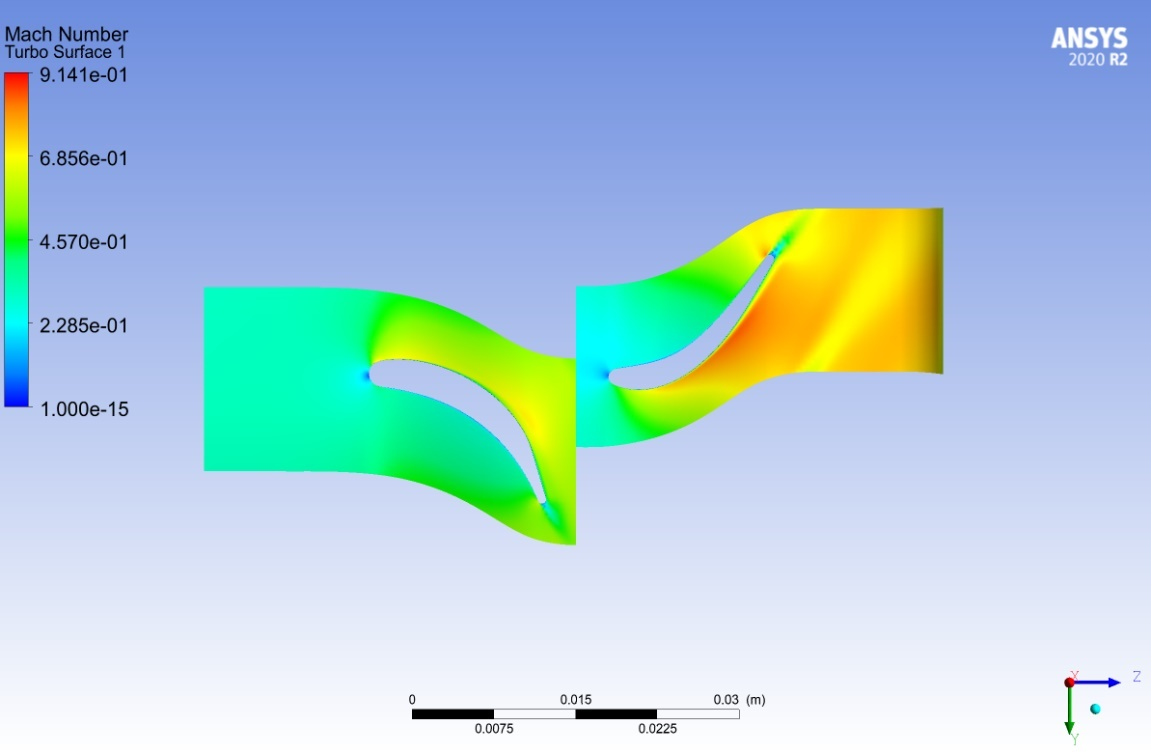 Mach Number
Turbo Surface 1
9.141e-01
6.856e-01
4.570e-01
2.285e-01
1.000e-15
ANSYS
2020 R2
0 0.015 0.03 (m)
0.0075 0.0225
X
Z
Y